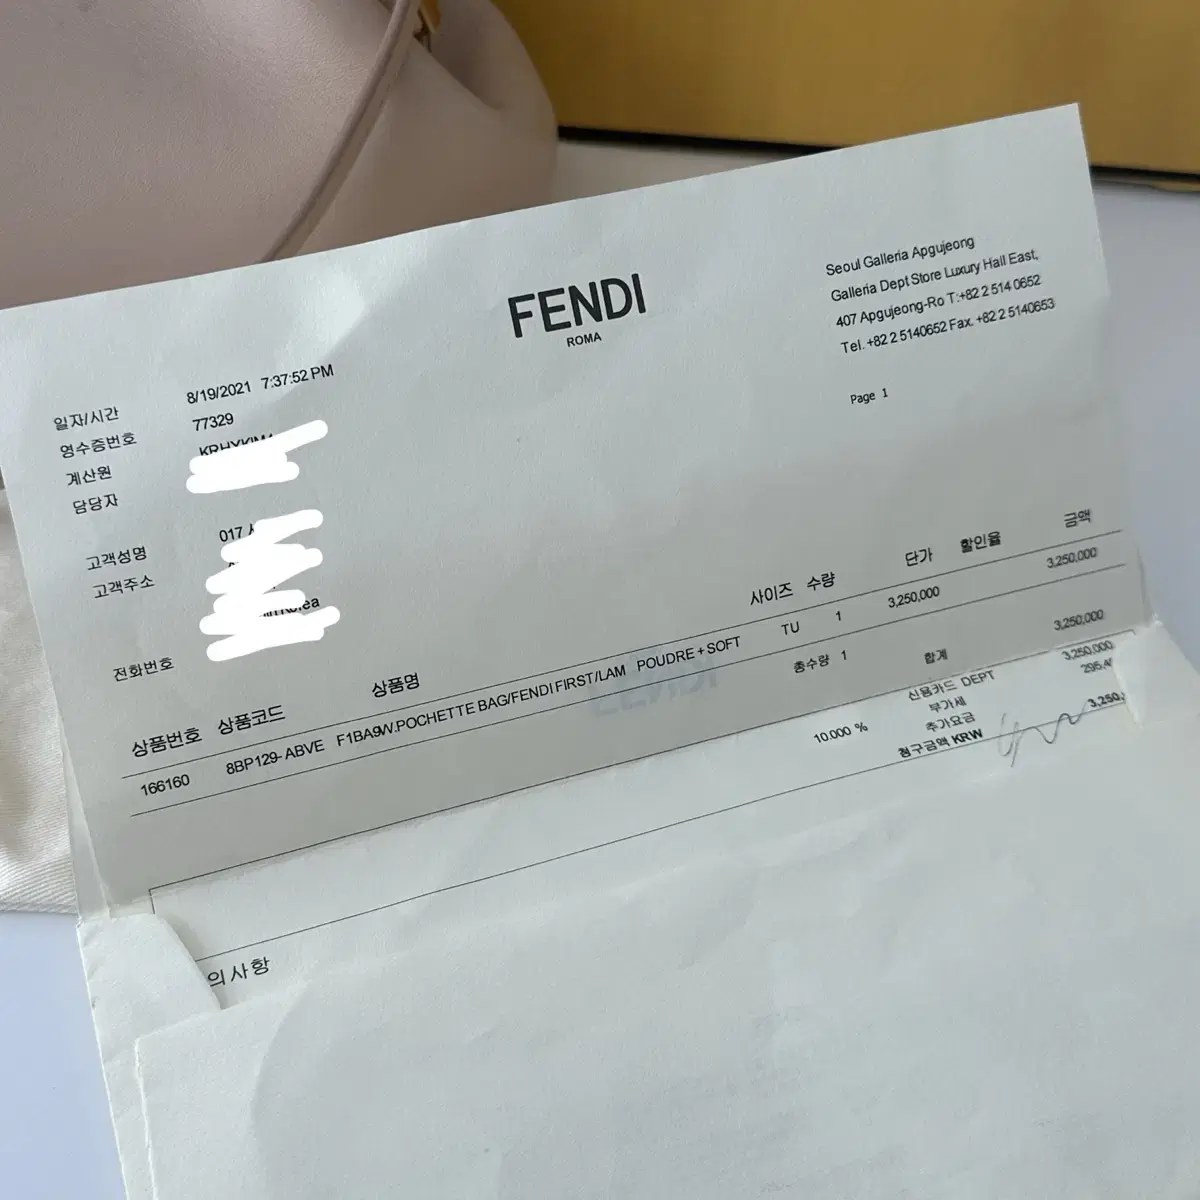 FENDI
ROMA
Seoul Galleria Apgujeong
Galleria Dept Store Luxury Hall East,
407 Apgujeong-Ro T:+82 2 514 0652
Tel. +82 2 5140652 Fax. +82 2 5140653
Page 1
일자/시간 8/19/2021 7:37:52 PM
영수증번호 77329
계산원
담당자
고객성명 017
고객주소
전화번호
상품번호 상품코드 상품명 사이즈 수량 단가 할인율 금액
166160 8BP129- ABVE F1BA9W.POCHETTE BAG/FENDI FIRST/LAM POUDRE+SOFT TU 1 3,250,000 3,250,000
총수량 1 합계 3,250,000
신용카드 DEPT 3,250,000
10.000 % 부가세
추가요금
청구금액 KRW
의사항